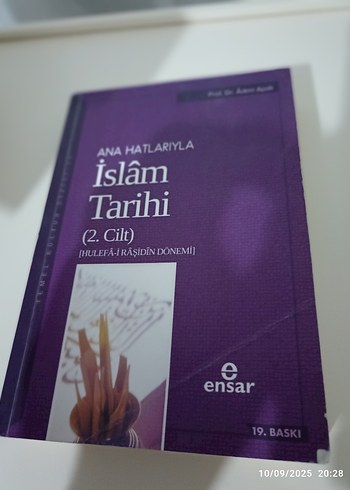 Prof. Dr. Âdem Apak
ANA HATLARIYLA
İslâm
Tarihi
(2. Cilt)
[HULEFÂ-İ RÂŞİDÎN DÖNEMİ]
ensar
19. BASKI
10/09/2025 20:28